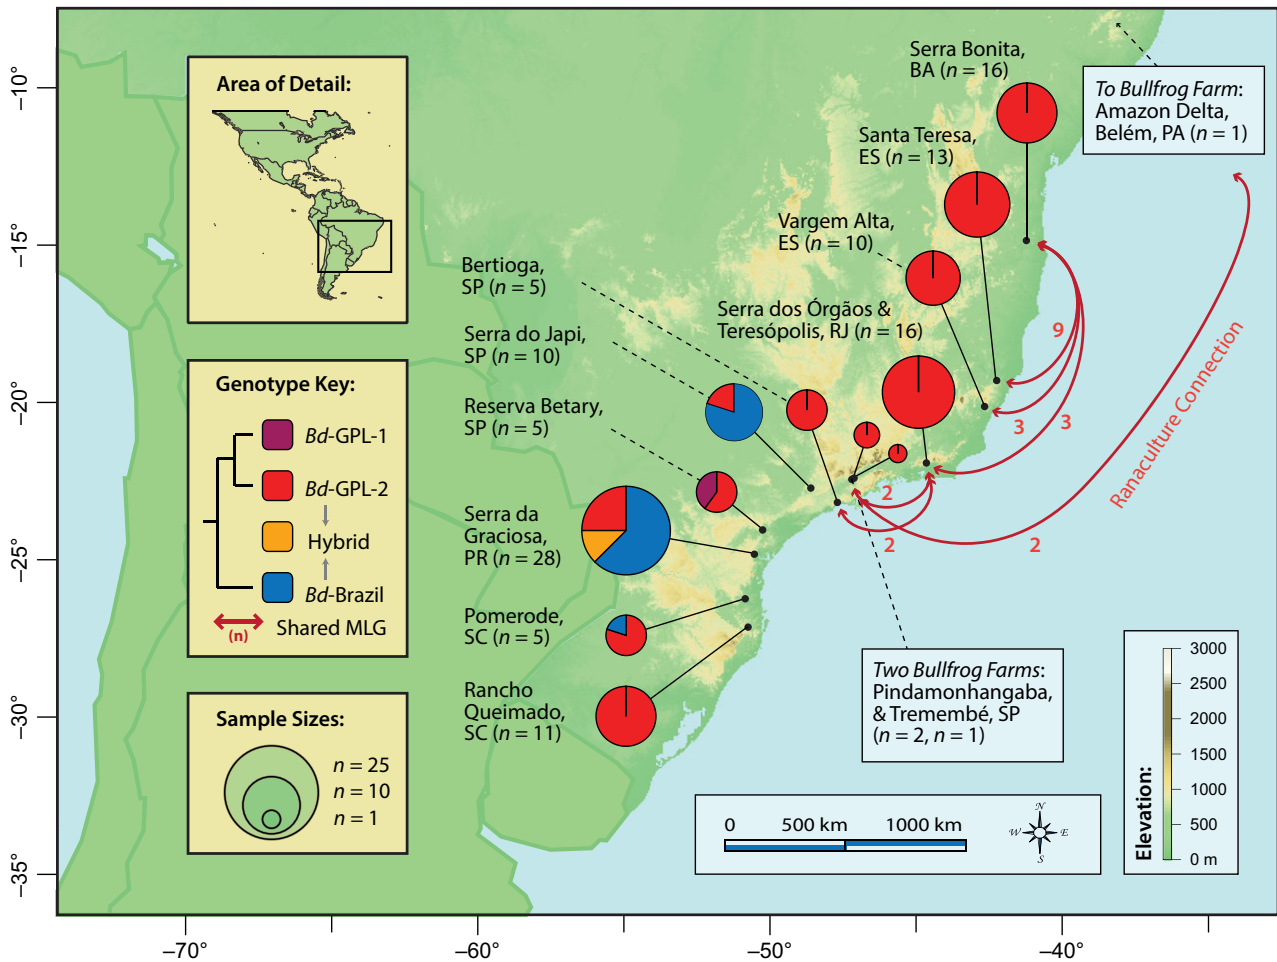 Serra Bonita,
BA (n = 16)
To Bullfrog Farm:
Amazon Delta,
Belém, PA (n = 1)
Area of Detail:
Santa Teresa,
ES (n = 13)
Vargem Alta,
ES (n = 10)
Bertioga,
SP (n = 5)
Serra dos Órgãos &
Teresópolis, RJ (n = 16)
Serra do Japi,
SP (n = 10)
Reserva Betary,
SP (n = 5)
Serra da
Graciosa,
PR (n = 28)
Pomerode,
SC (n = 5)
Rancho
Queimado,
SC (n = 11)
Genotype Key:
Bd-GPL-1
Bd-GPL-2
Hybrid
Bd-Brazil
(n)
Shared MLG
Sample Sizes:
n = 25
n = 10
n = 1
9
3
3
2
2
2
Ranaculture Connection
Two Bullfrog Farms:
Pindamonhangaba,
& Tremembé, SP
(n = 2, n = 1)
0 500 km 1000 km
N
W E
S
Elevation:
3000
2500
2000
1500
1000
500
0 m
−10°
−15°
−20°
−25°
−30°
−35°
−70°
−60°
−50°
−40°